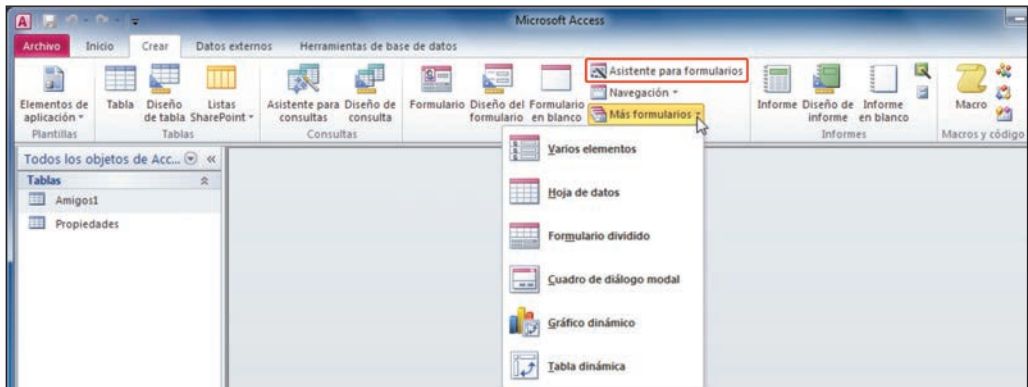 Microsoft Access
Archivo Inicio Crear Datos externos Herramientas de base de datos
Elementos de aplicación
Tabla
Diseño de tabla
Listas SharePoint
Asistente para consultas
Diseño de consulta
Formulario
Diseño del formulario
Formulario en blanco
Asistente para formularios
Navegación
Más formularios
Informe
Diseño de informe
Informe en blanco
Macro
Plantillas Tablas Consultas Informes Macros y código
Todos los objetos de Acc...
Tablas
Amigos1
Propiedades
Varios elementos
Hoja de datos
Formulario dividido
Cuadro de diálogo modal
Gráfico dinámico
Tabla dinámica